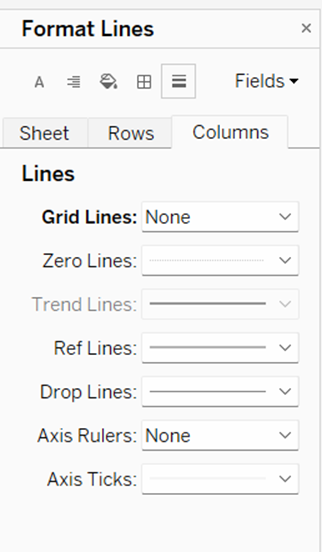 Format Lines
A
Fields
Sheet Rows Columns
Lines
Grid Lines: None
Zero Lines:
Trend Lines:
Ref Lines:
Drop Lines:
Axis Rulers: None
Axis Ticks: